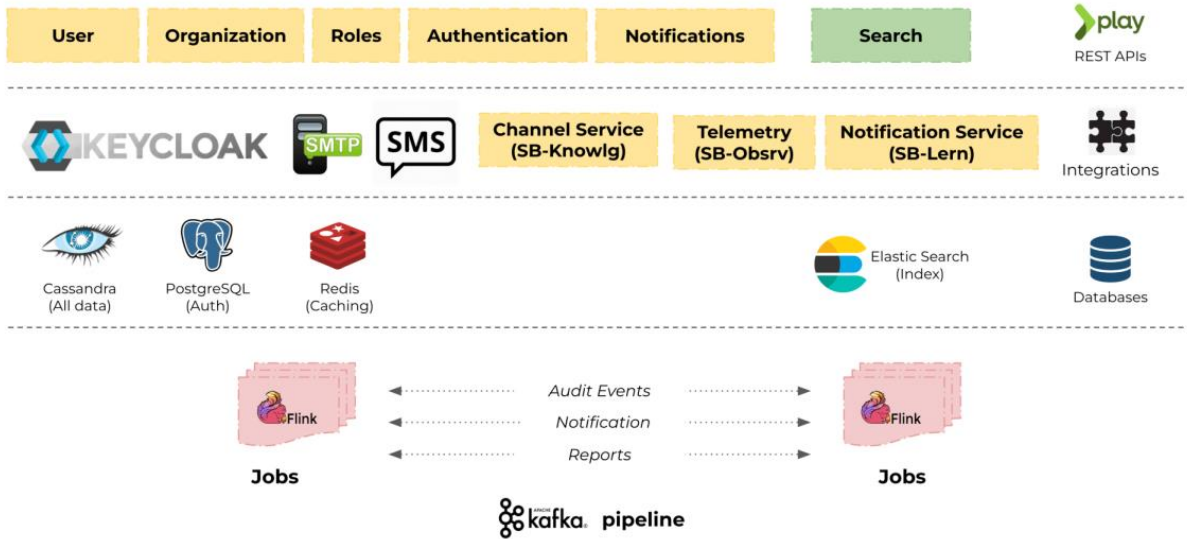 User
Organization
Roles
Authentication
Notifications
Search
play
REST APIs
KEYCLOAK
SMTP
SMS
Channel Service
(SB-Knowlg)
Telemetry
(SB-Obsrv)
Notification Service
(SB-Lern)
Integrations
Cassandra
(All data)
PostgreSQL
(Auth)
Redis
(Caching)
Elastic Search
(Index)
Databases
Flink
Audit Events
Notification
Reports
Flink
Jobs
Jobs
APACHE
kafka® pipeline